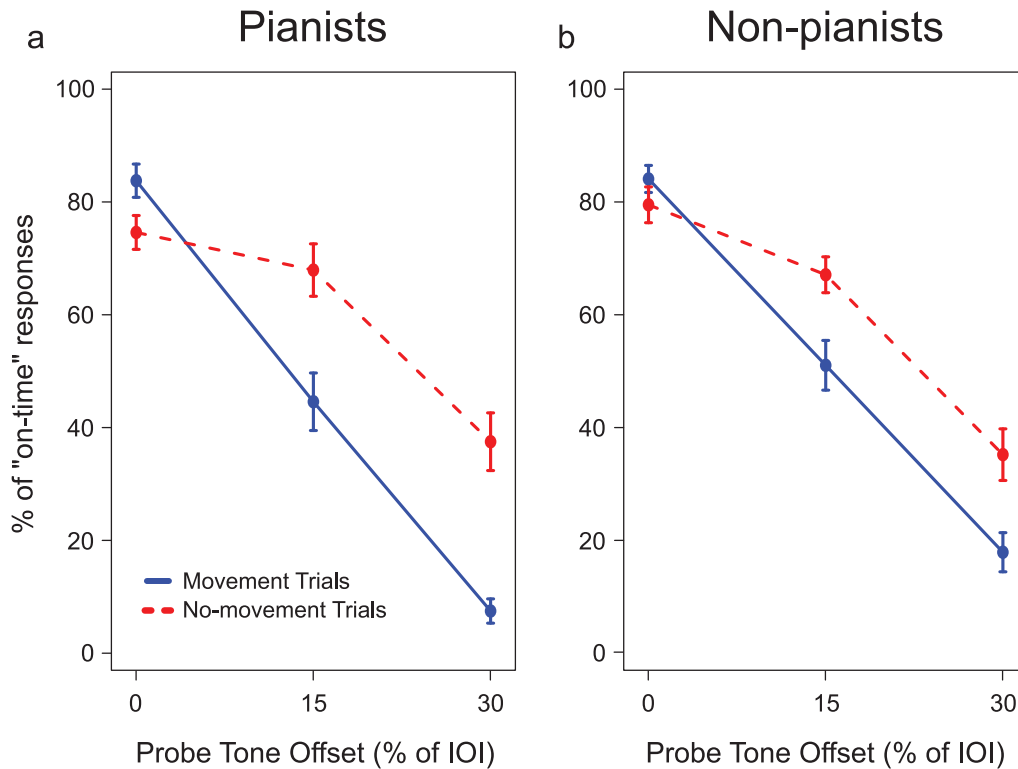 a
Pianists
b
Non-pianists
% of "on-time" responses
100
80
60
40
20
0
Movement Trials
No-movement Trials
0
15
30
Probe Tone Offset (% of IOI)
100
80
60
40
20
0
0
15
30
Probe Tone Offset (% of IOI)